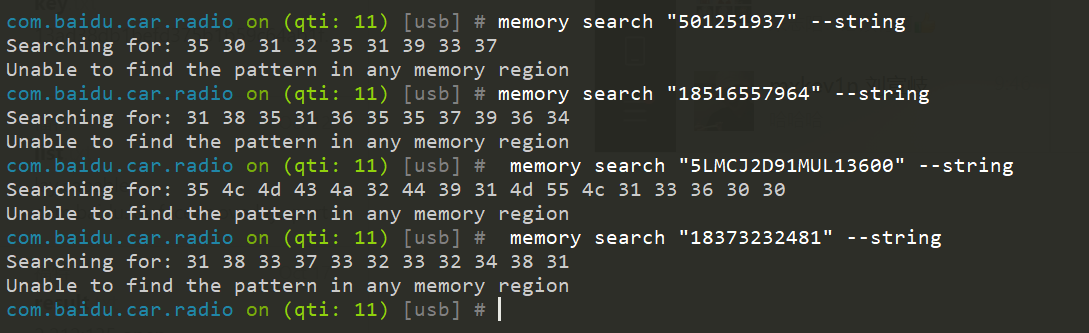 com.baidu.car.radio on (qti: 11) [usb] # memory search "501251937" --string
Searching for: 35 30 31 32 35 31 39 33 37
Unable to find the pattern in any memory region
com.baidu.car.radio on (qti: 11) [usb] # memory search "18516557964" --string
Searching for: 31 38 35 31 36 35 35 37 39 36 34
Unable to find the pattern in any memory region
com.baidu.car.radio on (qti: 11) [usb] #  memory search "5LMCJ2D91MUL13600" --string
Searching for: 35 4c 4d 43 4a 32 44 39 31 4d 55 4c 31 33 36 30 30
Unable to find the pattern in any memory region
com.baidu.car.radio on (qti: 11) [usb] #  memory search "18373232481" --string
Searching for: 31 38 33 37 33 32 33 32 34 38 31
Unable to find the pattern in any memory region
com.baidu.car.radio on (qti: 11) [usb] #